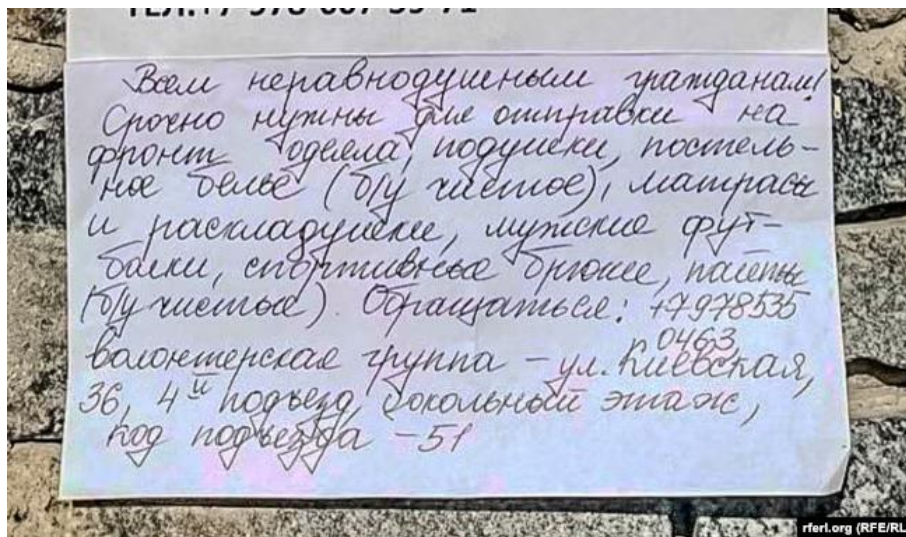 Всем неравнодушным гражданам!
Срочно нужны для отправки на
фронт одеяла, подушки, постель-
ное бельё (б/у чистое), матрасы
и раскладушки, мужские фут-
болки, спортивные брюки, пледы
(б/у чистые). Обращаться: +7978535
0463,
волонтерская группа – ул. Киевская,
36, 4й подъезд, цокольный этаж,
код подъезда – 51
rferl.org (RFE/RL